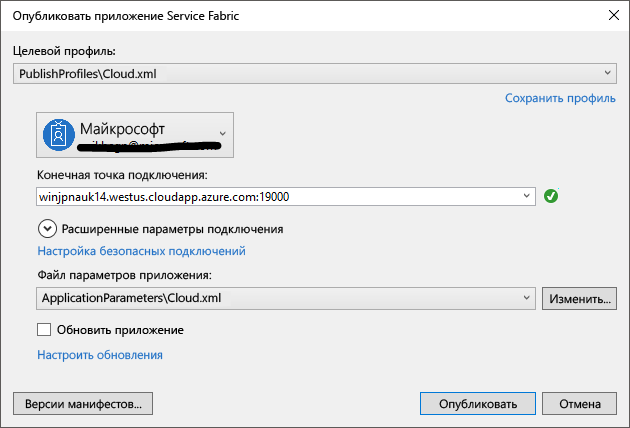 Опубликовать приложение Service Fabric
Целевой профиль:
PublishProfiles\Cloud.xml
Сохранить профиль
Майкрософт
Конечная точка подключения:
winjpnauk14.westus.cloudapp.azure.com:19000
Расширенные параметры подключения
Настройка безопасных подключений
Файл параметров приложения:
ApplicationParameters\Cloud.xml
Изменить...
Обновить приложение
Настроить обновления
Версии манифестов...
Опубликовать
Отмена